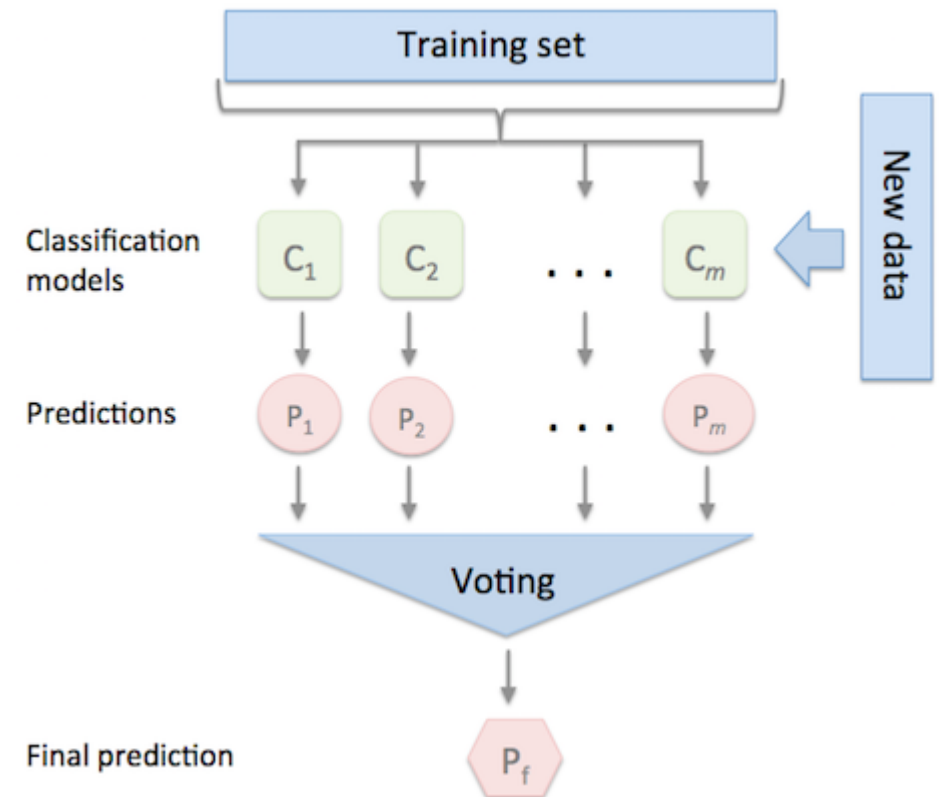 Training set
New data
Classification
models
C1 C2 ... Cm
Predictions
P1 P2 ... Pm
Voting
Final prediction
Pf